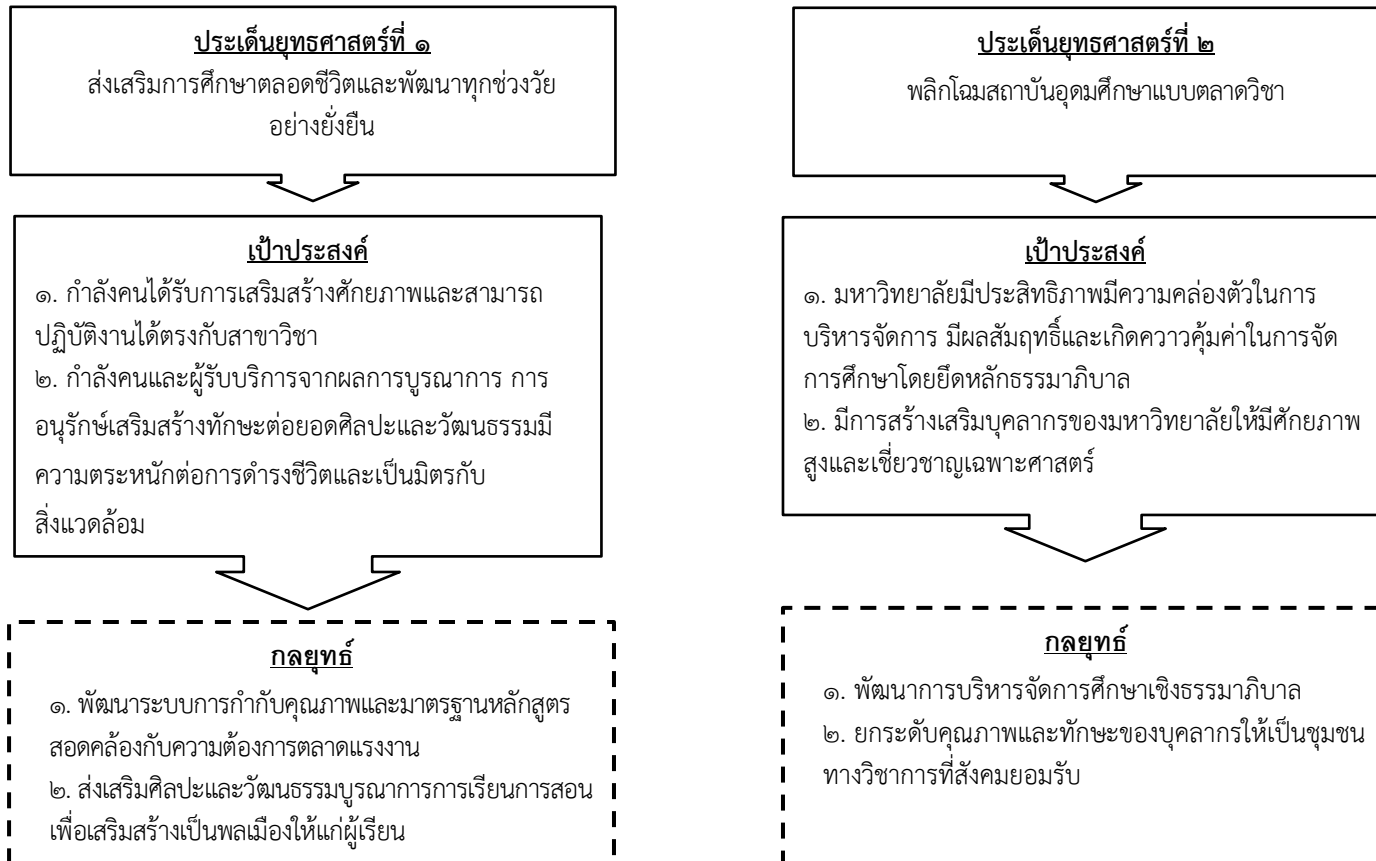 ประเด็นยุทธศาสตร์ที่ ๑
ส่งเสริมการศึกษาตลอดชีวิตและพัฒนาทุกช่วงวัย
อย่างยั่งยืน
เป้าประสงค์
๑. กำลังคนได้รับการเสริมสร้างศักยภาพและสามารถ
ปฏิบัติงานได้ตรงกับสาขาวิชา
๒. กำลังคนและผู้รับบริการจากผลการบูรณาการ การ
อนุรักษ์เสริมสร้างทักษะต่อยอดศิลปะและวัฒนธรรมมี
ความตระหนักต่อการดำรงชีวิตและเป็นมิตรกับ
สิ่งแวดล้อม
กลยุทธ์
๑. พัฒนาระบบการกำกับคุณภาพและมาตรฐานหลักสูตร
สอดคล้องกับความต้องการตลาดแรงงาน
๒. ส่งเสริมศิลปะและวัฒนธรรมบูรณาการการเรียนการสอน
เพื่อเสริมสร้างเป็นพลเมืองให้แก่ผู้เรียน
ประเด็นยุทธศาสตร์ที่ ๒
พลิกโฉมสถาบันอุดมศึกษาแบบตลาดวิชา
เป้าประสงค์
๑. มหาวิทยาลัยมีประสิทธิภาพมีความคล่องตัวในการ
บริหารจัดการ มีผลสัมฤทธิ์และเกิดควาวคุ้มค่าในการจัด
การศึกษาโดยยึดหลักธรรมาภิบาล
๒. มีการสร้างเสริมบุคลากรของมหาวิทยาลัยให้มีศักยภาพ
สูงและเชี่ยวชาญเฉพาะศาสตร์
กลยุทธ์
๑. พัฒนาการบริหารจัดการศึกษาเชิงธรรมาภิบาล
๒. ยกระดับคุณภาพและทักษะของบุคลากรให้เป็นชุมชน
ทางวิชาการที่สังคมยอมรับ